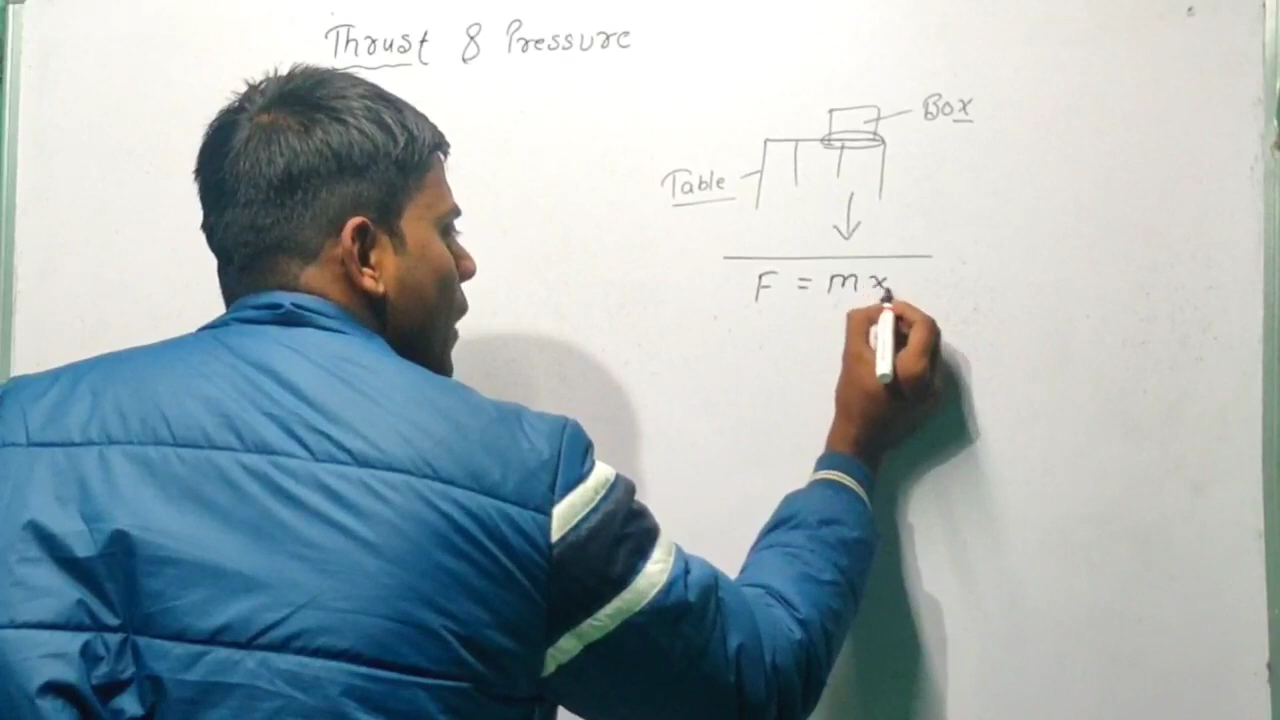 Thrust & Pressure
Box
Table
F = m x